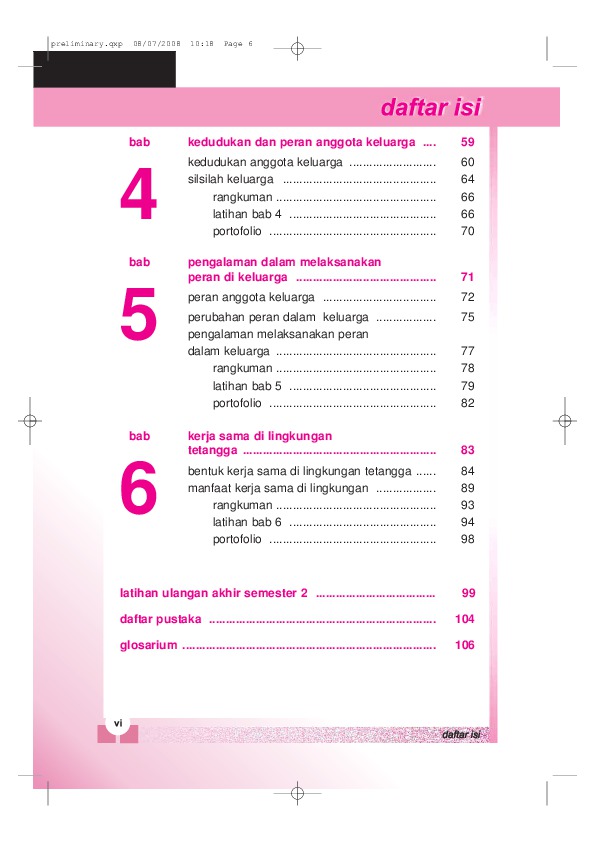 preliminary.qxp 08/07/2008 10:18 Page 6
daftar isi
bab kedudukan dan peran anggota keluarga .... 59
4
kedudukan anggota keluarga .......................... 60
silsilah keluarga .............................................. 64
rangkuman ................................................ 66
latihan bab 4 ............................................ 66
portofolio .................................................. 70
bab pengalaman dalam melaksanakan
peran di keluarga .......................................... 71
5
peran anggota keluarga .................................. 72
perubahan peran dalam keluarga .................. 75
pengalaman melaksanakan peran
dalam keluarga ................................................ 77
rangkuman ................................................ 78
latihan bab 5 ............................................ 79
portofolio .................................................. 82
bab kerja sama di lingkungan
tetangga .......................................................... 83
6
bentuk kerja sama di lingkungan tetangga ...... 84
manfaat kerja sama di lingkungan .................. 89
rangkuman ................................................ 93
latihan bab 6 ............................................ 94
portofolio .................................................. 98
latihan ulangan akhir semester 2 .................................... 99
daftar pustaka .................................................................... 104
glosarium ............................................................................ 106
vi
daftar isi